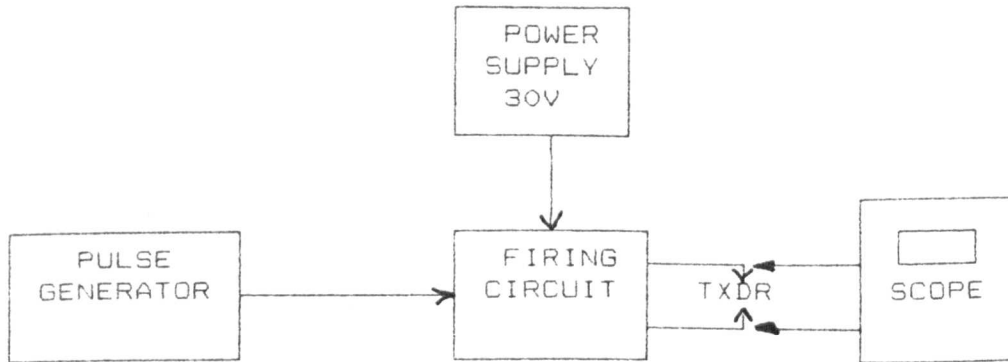 POWER
SUPPLY
30V
PULSE
GENERATOR
FIRING
CIRCUIT
TXDR
SCOPE